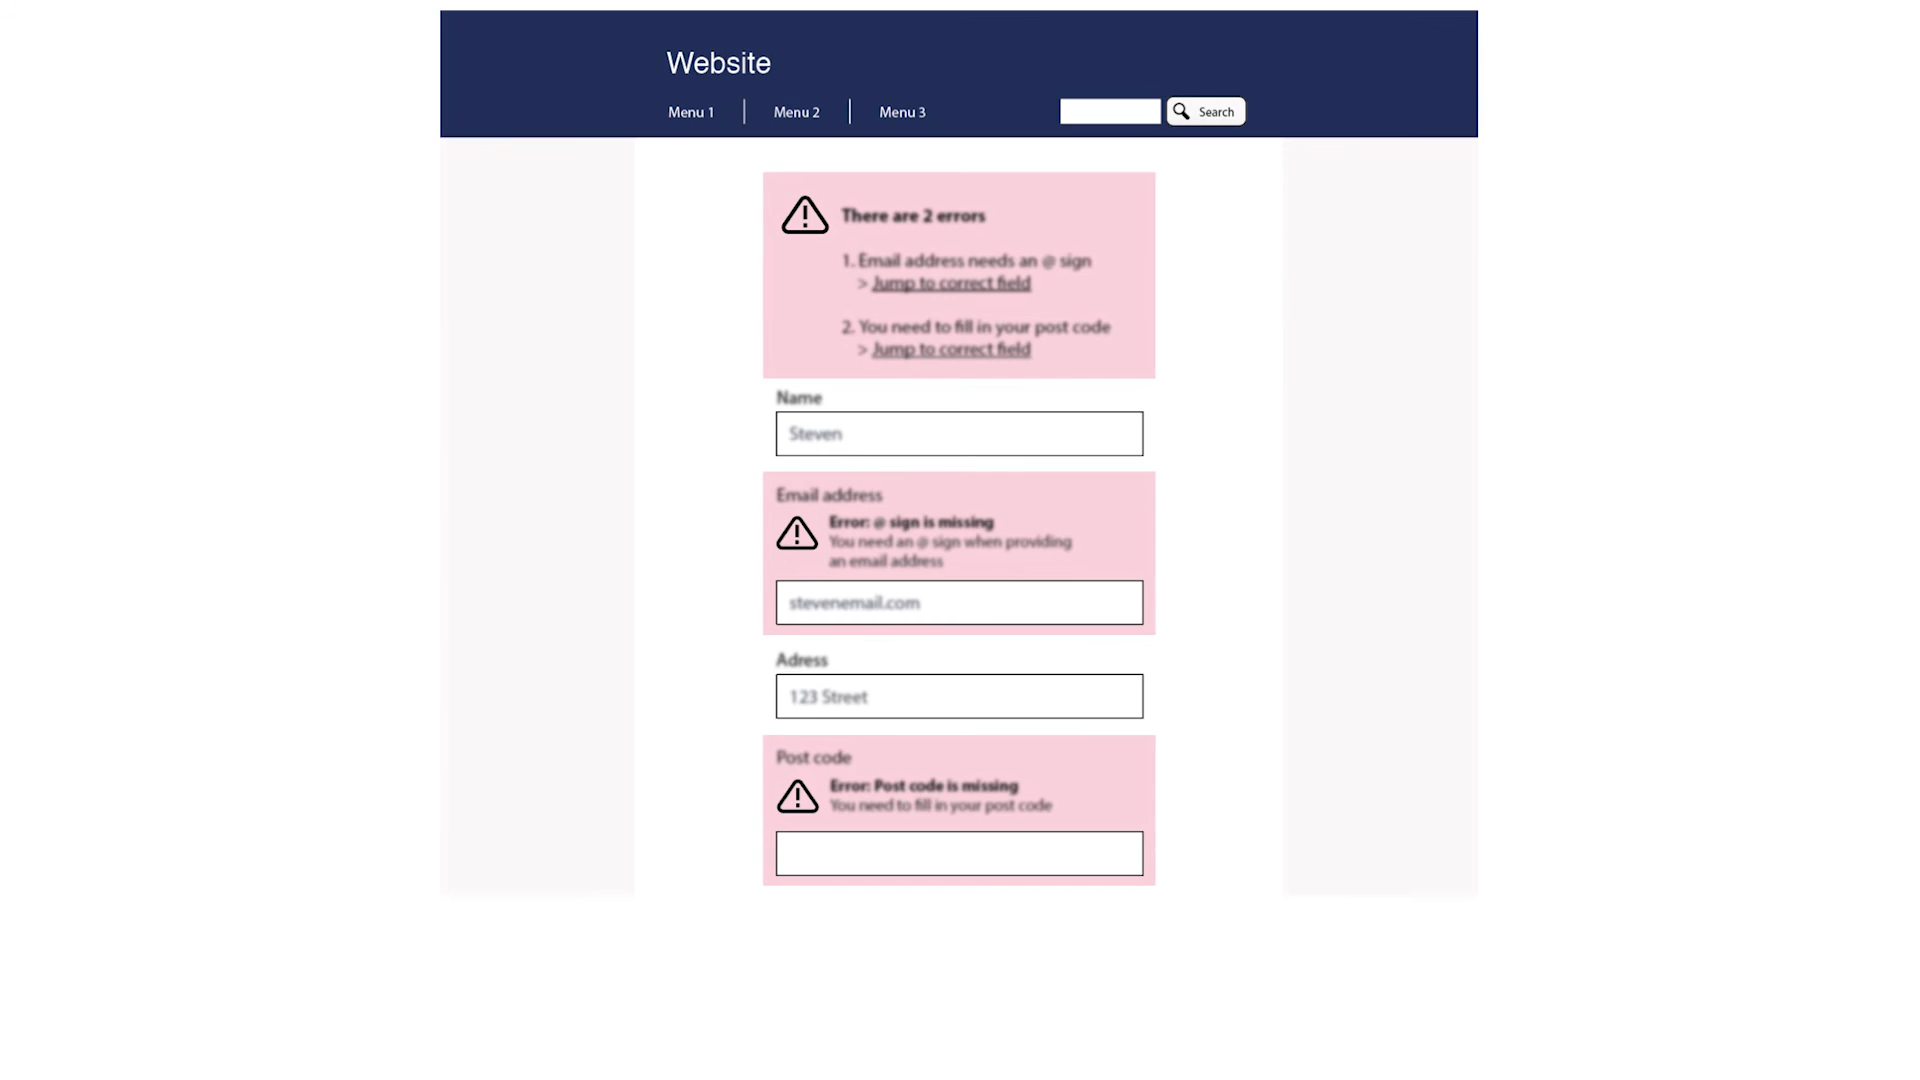 Website
Menu 1
Menu 2
Menu 3
Search
There are 2 errors
1. Email address needs an @ sign
> Jump to correct field
2. You need to fill in your post code
> Jump to correct field
Name
Steven
Email address
Error: @ sign is missing
You need an @ sign when providing
an email address
stevenemail.com
Adress
123 Street
Post code
Error: Post code is missing
You need to fill in your post code